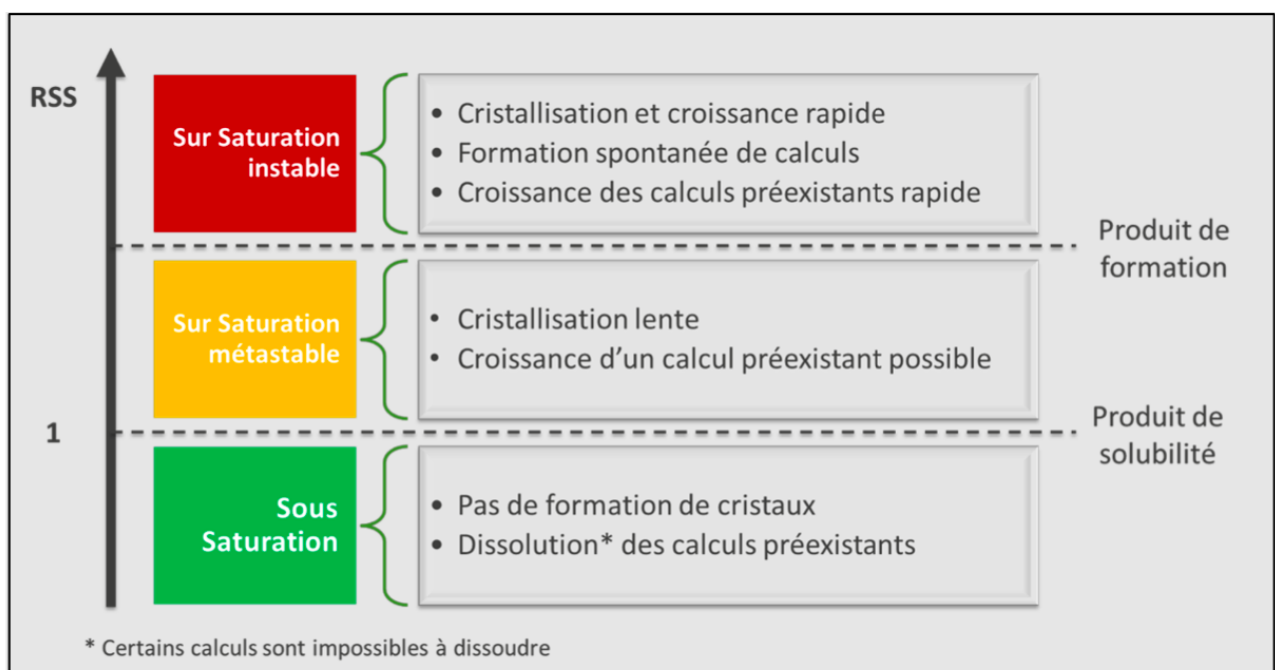 RSS
Sur Saturation
instable
• Cristallisation et croissance rapide
• Formation spontanée de calculs
• Croissance des calculs préexistants rapide
Produit de
formation
Sur Saturation
métastable
• Cristallisation lente
• Croissance d’un calcul préexistant possible
1
Produit de
solubilité
Sous
Saturation
• Pas de formation de cristaux
• Dissolution* des calculs préexistants
* Certains calculs sont impossibles à dissoudre